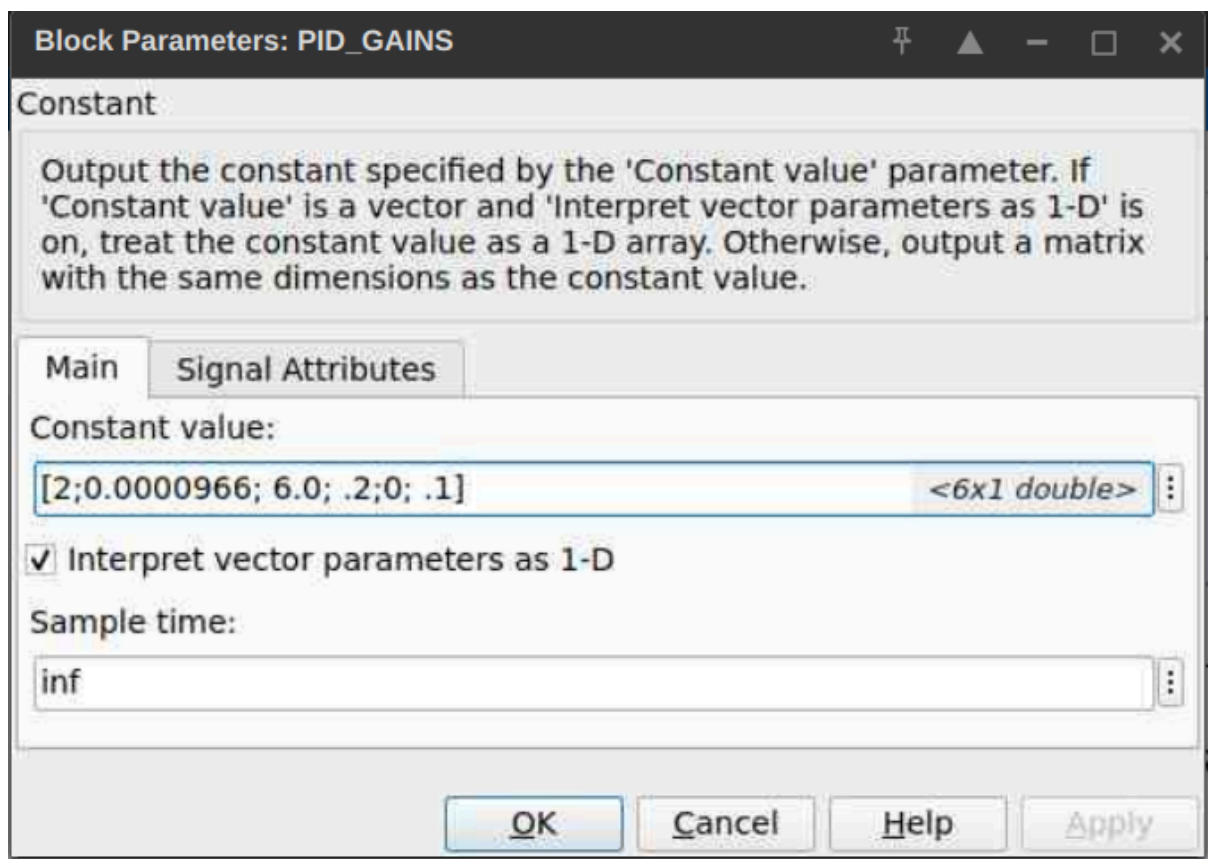 Block Parameters: PID_GAINS
Constant
Output the constant specified by the 'Constant value' parameter. If
'Constant value' is a vector and 'Interpret vector parameters as 1-D' is
on, treat the constant value as a 1-D array. Otherwise, output a matrix
with the same dimensions as the constant value.
Main Signal Attributes
Constant value:
[2;0.0000966; 6.0; .2;0; .1] <6x1 double>
Interpret vector parameters as 1-D
Sample time:
inf
OK Cancel Help Apply